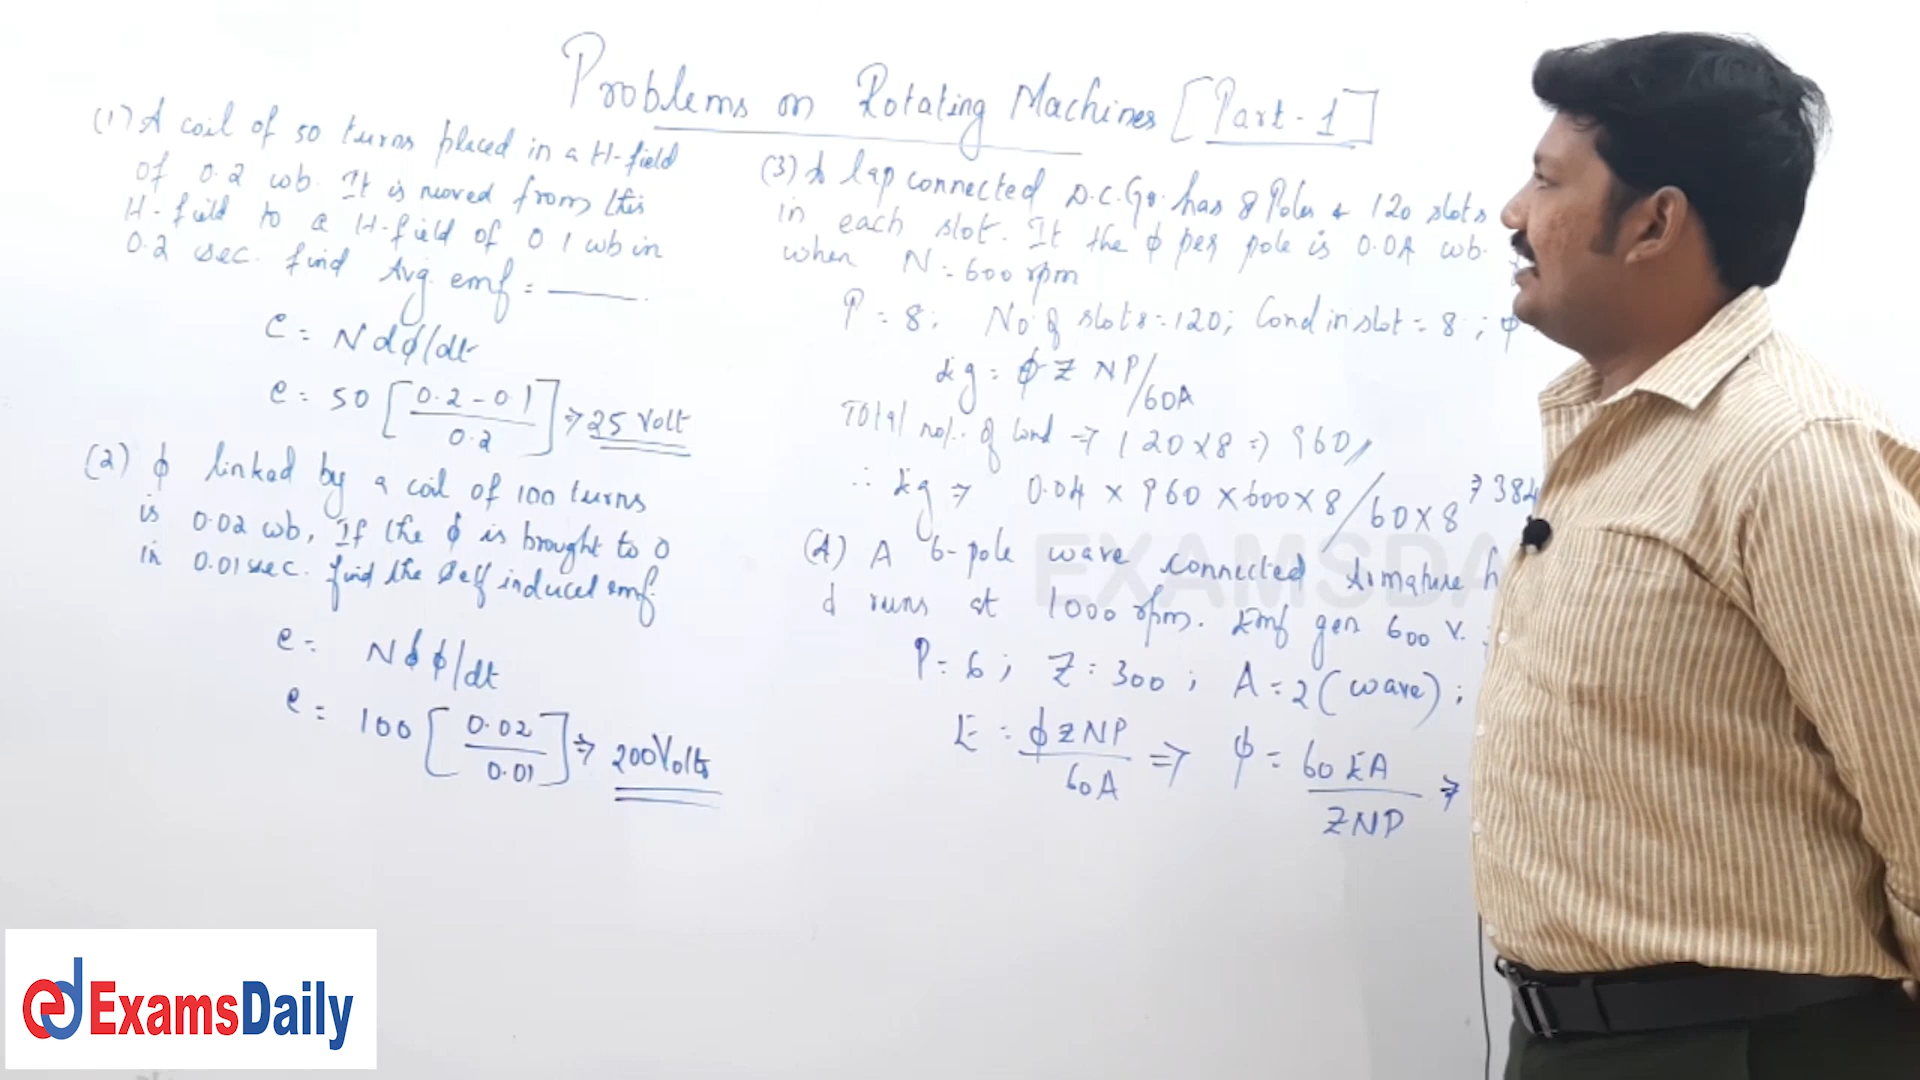 Problems on Rotating Machines [Part-1]
(1) A coil of 50 turns placed in a H-field
of 0.2 wb. It is moved from this
H-field to a H-field of 0.1 wb in
0.2 sec. find Avg. emf = ———.
e = N dϕ/dt
e = 50 [0.2 - 0.1 / 0.2] ⇒ 25 Volt
(2) ϕ linked by a coil of 100 turns
is 0.02 wb, If the ϕ is brought to 0
in 0.01 sec. find the self induced emf.
e = N dϕ/dt
e = 100 [0.02 / 0.01] ⇒ 200 Volts
(3) A lap connected D.C.Gr. has 8 Poles & 120 slots
in each slot. If the ϕ per pole is 0.04 wb.
when N = 600 rpm
P = 8; No of slots = 120; Cond in slot = 8; ϕ
Eg = ϕ Z NP/60A
Total no. of Cond ⇒ 120 x 8 ⇒ 960
∴ Eg ⇒ 0.04 x 960 x 600 x 8 / 60 x 8 ⇒ 384
(4) A 6-pole wave connected Armature h
& runs at 1000 rpm. Emf gen 600 V.
P = 6; Z = 300; A = 2 (wave);
E = ϕZNP / 60A ⇒ ϕ = 60 EA / ZNP ⇒
EXAMSDA
ed ExamsDaily